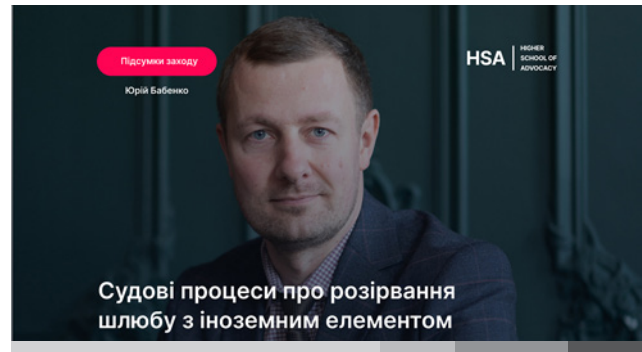 Підсумки заходу
Юрій Бабенко
HSA
HIGHER
SCHOOL OF
ADVOCACY
Судові процеси про розірвання
шлюбу з іноземним елементом